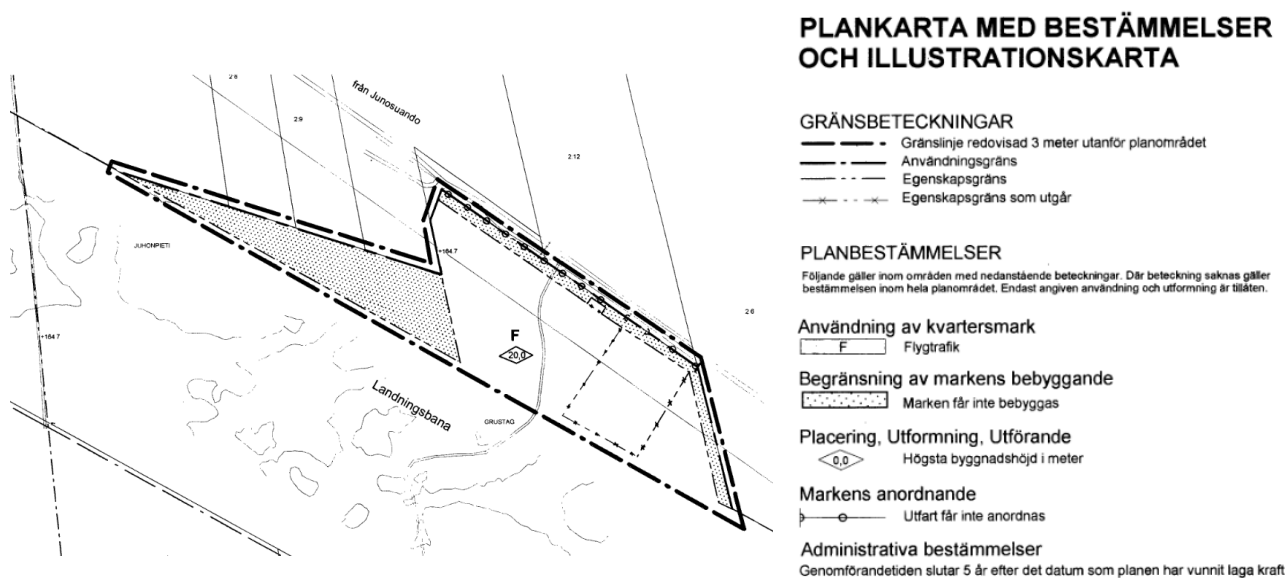 2:8
från Junosuando
2:9
2:12
JUHONPIETI
+164.7
2:6
+164.7
F
20,0
Landningsbana
GRUSTAG
PLANKARTA MED BESTÄMMELSER
OCH ILLUSTRATIONSKARTA
GRÄNSBETECKNINGAR
Gränslinje redovisad 3 meter utanför planområdet
Användningsgräns
Egenskapsgräns
Egenskapsgräns som utgår
PLANBESTÄMMELSER
Följande gäller inom områden med nedanstående beteckningar. Där beteckning saknas gäller
bestämmelsen inom hela planområdet. Endast angiven användning och utformning är tillåten.
Användning av kvartersmark
F Flygtrafik
Begränsning av markens bebyggande
Marken får inte bebyggas
Placering, Utformning, Utförande
0,0 Högsta byggnadshöjd i meter
Markens anordnande
Utfart får inte anordnas
Administrativa bestämmelser
Genomförandetiden slutar 5 år efter det datum som planen har vunnit laga kraft